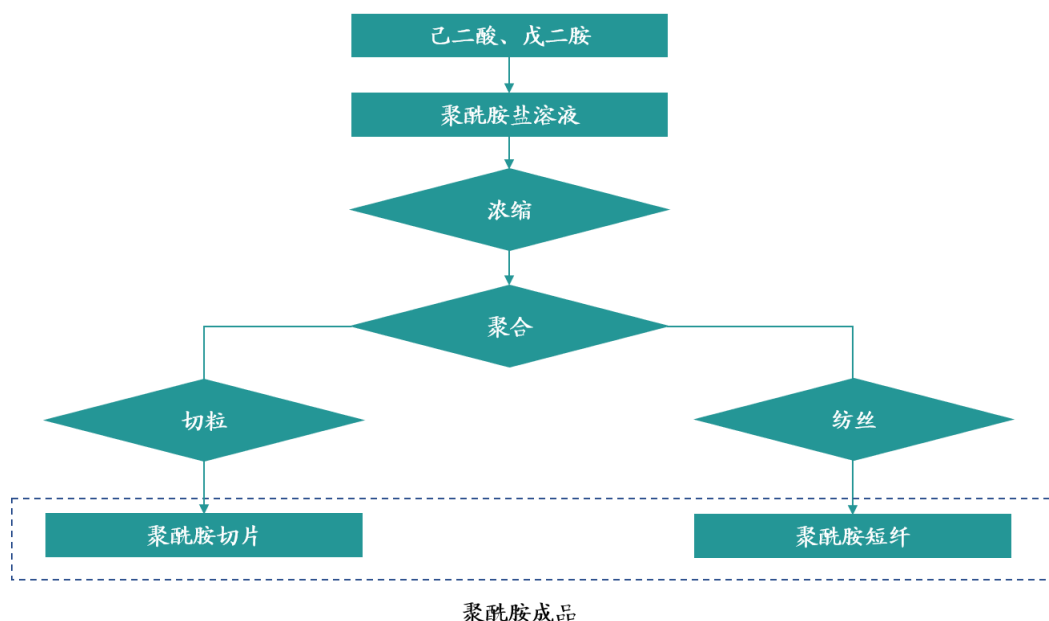 己二酸、戊二胺
聚酰胺盐溶液
浓缩
聚合
切粒
纺丝
聚酰胺切片
聚酰胺短纤
聚酰胺成品